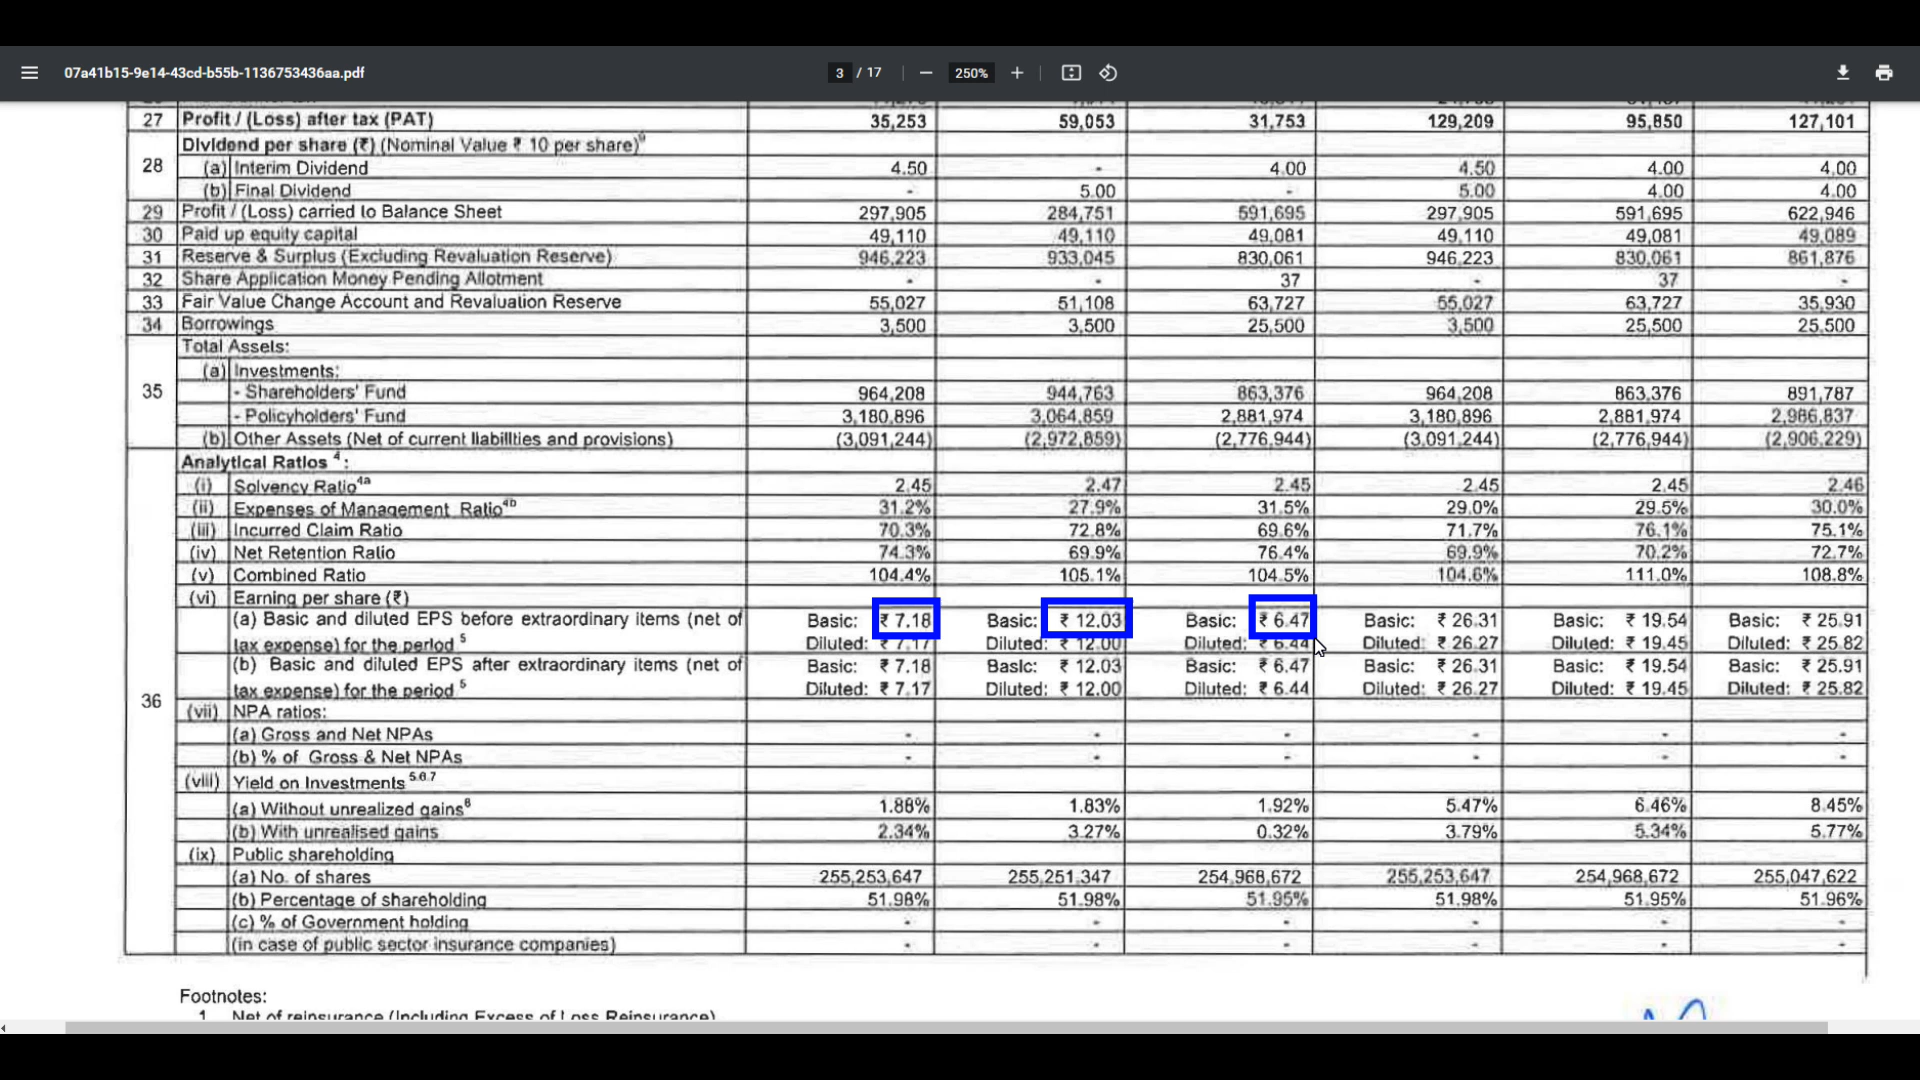 07a41b15-9e14-43cd-b55b-1136753436aa.pdf 3 / 17 250%
27 Profit / (Loss) after tax (PAT) 35,253 59,053 31,753 129,209 95,850 127,101
28 Dividend per share (₹) (Nominal Value ₹ 10 per share)9
(a) Interim Dividend 4.50 - 4.00 4.50 4.00 4.00
(b) Final Dividend - 5.00 - 5.00 4.00 4.00
29 Profit / (Loss) carried to Balance Sheet 297,905 284,751 591,695 297,905 591,695 622,946
30 Paid up equity capital 49,110 49,110 49,081 49,110 49,081 49,089
31 Reserve & Surplus (Excluding Revaluation Reserve) 946,223 933,045 830,061 946,223 830,061 861,876
32 Share Application Money Pending Allotment - - 37 - 37 -
33 Fair Value Change Account and Revaluation Reserve 55,027 51,108 63,727 55,027 63,727 35,930
34 Borrowings 3,500 3,500 25,500 3,500 25,500 25,500
35 Total Assets:
(a) Investments:
- Shareholders' Fund 964,208 944,763 863,376 964,208 863,376 891,787
- Policyholders' Fund 3,180,896 3,064,859 2,881,974 3,180,896 2,881,974 2,986,837
(b) Other Assets (Net of current liabilities and provisions) (3,091,244) (2,972,859) (2,776,944) (3,091,244) (2,776,944) (2,906,229)
36 Analytical Ratios 4:
(i) Solvency Ratio4a 2.45 2.47 2.45 2.45 2.45 2.46
(ii) Expenses of Management Ratio4b 31.2% 27.9% 31.5% 29.0% 29.5% 30.0%
(iii) Incurred Claim Ratio 70.3% 72.8% 69.6% 71.7% 76.1% 75.1%
(iv) Net Retention Ratio 74.3% 69.9% 76.4% 69.9% 70.2% 72.7%
(v) Combined Ratio 104.4% 105.1% 104.5% 104.6% 111.0% 108.8%
(vi) Earning per share (₹)
(a) Basic and diluted EPS before extraordinary items (net of Basic: ₹ 7.18 Basic: ₹ 12.03 Basic: ₹ 6.47 Basic: ₹ 26.31 Basic: ₹ 19.54 Basic: ₹ 25.91
tax expense) for the period 5 Diluted: ₹ 7.17 Diluted: ₹ 12.00 Diluted: ₹ 6.44 Diluted: ₹ 26.27 Diluted: ₹ 19.45 Diluted: ₹ 25.82
(b) Basic and diluted EPS after extraordinary items (net of Basic: ₹ 7.18 Basic: ₹ 12.03 Basic: ₹ 6.47 Basic: ₹ 26.31 Basic: ₹ 19.54 Basic: ₹ 25.91
tax expense) for the period 5 Diluted: ₹ 7.17 Diluted: ₹ 12.00 Diluted: ₹ 6.44 Diluted: ₹ 26.27 Diluted: ₹ 19.45 Diluted: ₹ 25.82
(vii) NPA ratios:
(a) Gross and Net NPAs - - - - - -
(b) % of Gross & Net NPAs - - - - - -
(viii) Yield on Investments 5,6,7
(a) Without unrealized gains8 1.88% 1.83% 1.92% 5.47% 6.46% 8.45%
(b) With unrealised gains 2.34% 3.27% 0.32% 3.79% 5.34% 5.77%
(ix) Public shareholding
(a) No. of shares 255,253,647 255,251,347 254,968,672 255,253,647 254,968,672 255,047,622
(b) Percentage of shareholding 51.98% 51.98% 51.95% 51.98% 51.95% 51.96%
(c) % of Government holding - - - - - -
(in case of public sector insurance companies) - - - - - -
Footnotes:
1 Net of reinsurance (Including Excess of Loss Reinsurance)